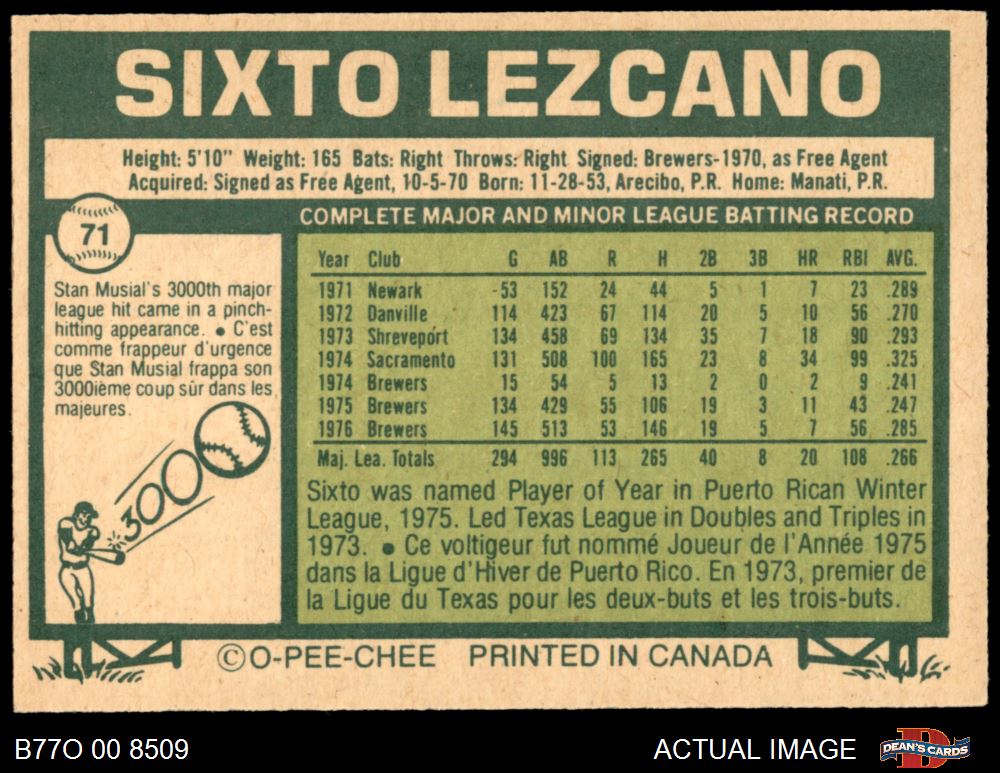 SIXTO LEZCANO
Height: 5'10" Weight: 165 Bats: Right Throws: Right Signed: Brewers-1970, as Free Agent
Acquired: Signed as Free Agent, 10-5-70 Born: 11-28-53, Arecibo, P.R. Home: Manati, P.R.
71
COMPLETE MAJOR AND MINOR LEAGUE BATTING RECORD
Stan Musial's 3000th major
league hit came in a pinch-
hitting appearance. • C'est
comme frappeur d'urgence
que Stan Musial frappa son
3000ième coup sûr dans les
majeures.
3000
Year Club G AB R H 2B 3B HR RBI AVG.
1971 Newark 53 152 24 44 5 1 7 23 .289
1972 Danville 114 423 67 114 20 5 10 56 .270
1973 Shreveport 134 458 69 134 35 7 18 90 .293
1974 Sacramento 131 508 100 165 23 8 34 99 .325
1974 Brewers 15 54 5 13 2 0 2 9 .241
1975 Brewers 134 429 55 106 19 3 11 43 .247
1976 Brewers 145 513 53 146 19 5 7 56 .285
Maj. Lea. Totals 294 996 113 265 40 8 20 108 .266
Sixto was named Player of Year in Puerto Rican Winter
League, 1975. Led Texas League in Doubles and Triples in
1973. • Ce voltigeur fut nommé Joueur de l'Année 1975
dans la Ligue d'Hiver de Puerto Rico. En 1973, premier de
la Ligue du Texas pour les deux-buts et les trois-buts.
©O-PEE-CHEE PRINTED IN CANADA
B77O 00 8509
ACTUAL IMAGE
DEAN'S CARDS